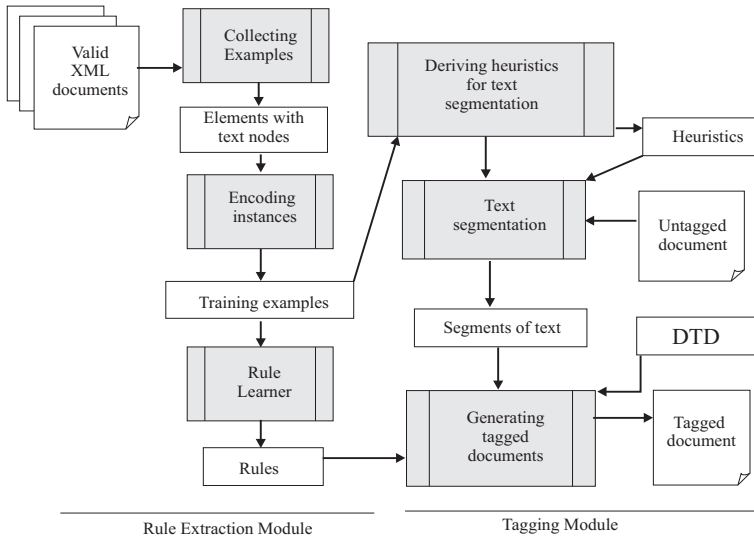 Valid
XML
documents
Collecting
Examples
Elements with
text nodes
Encoding
instances
Training examples
Rule
Learner
Rules
Rule Extraction Module
Deriving heuristics
for text
segmentation
Heuristics
Text
segmentation
Untagged
document
Segments of text
DTD
Generating
tagged
documents
Tagged
document
Tagging Module